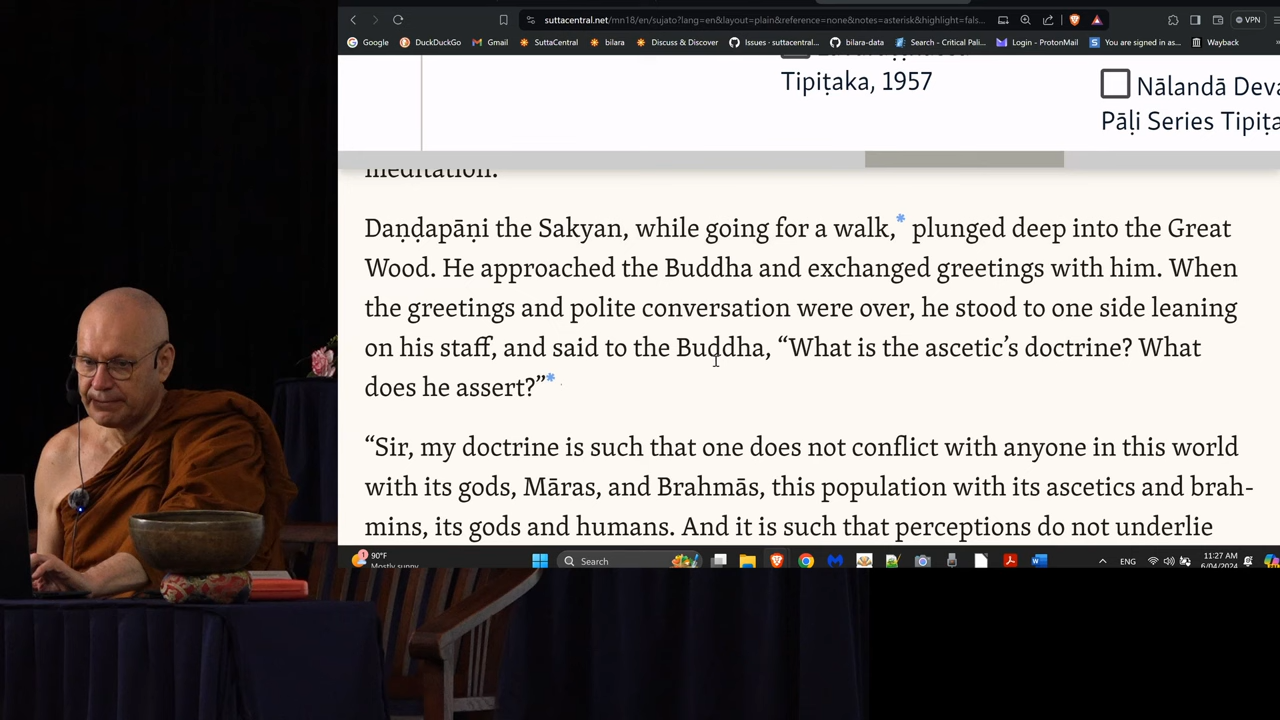 suttacentral.net/mn18/en/sujato?lang=en&layout=plain&reference=none&notes=asterisk&highlight=fals...
VPN
Google
DuckDuckGo
Gmail
SuttaCentral
bilara
Discuss & Discover
Issues · suttacentral...
bilara-data
Search - Critical Pali...
Login - ProtonMail
You are signed in as...
Wayback
Tipiṭaka, 1957
Nālandā Deva
Pāḷi Series Tipiṭa
meditation.
Daṇḍapāṇi the Sakyan, while going for a walk,* plunged deep into the Great
Wood. He approached the Buddha and exchanged greetings with him. When
the greetings and polite conversation were over, he stood to one side leaning
on his staff, and said to the Buddha, “What is the ascetic’s doctrine? What
does he assert?”*
“Sir, my doctrine is such that one does not conflict with anyone in this world
with its gods, Māras, and Brahmās, this population with its ascetics and brah-
mins, its gods and humans. And it is such that perceptions do not underlie
1
90°F
Mostly sunny
Search
ENG
11:27 AM
6/04/2024